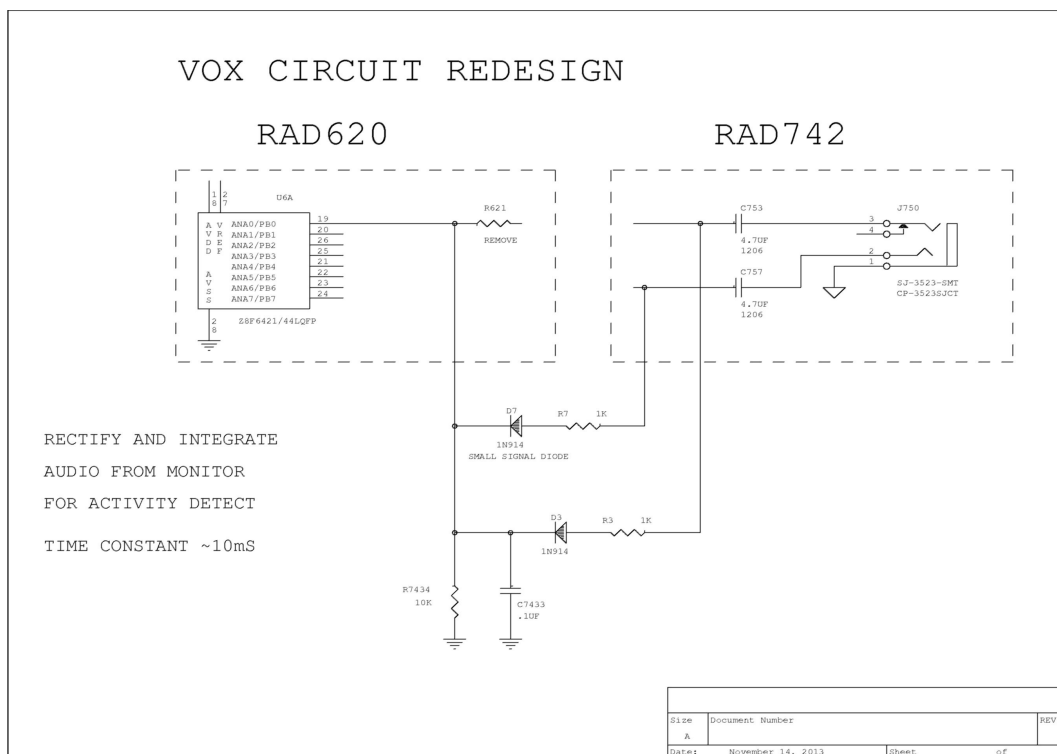 VOX CIRCUIT REDESIGN
RAD620
RAD742
1 2
8 7
U6A
A V
V R
D E
D F
A
V
S
S
ANA0/PB0 19
ANA1/PB1 20
ANA2/PB2 26
ANA3/PB3 25
ANA4/PB4 21
ANA5/PB5 22
ANA6/PB6 23
ANA7/PB7 24
2
8
Z8F6421/44LQFP
R621
REMOVE
C753
4.7UF
1206
C757
4.7UF
1206
J750
3
4
2
1
SJ-3523-SMT
CP-3523SJCT
D7
1N914
SMALL SIGNAL DIODE
R7 1K
RECTIFY AND INTEGRATE
AUDIO FROM MONITOR
FOR ACTIVITY DETECT
TIME CONSTANT ~10mS
D3
1N914
R3 1K
R7434
10K
C7433
.1UF
Size Document Number REV
A
Date: November 14, 2013 Sheet of